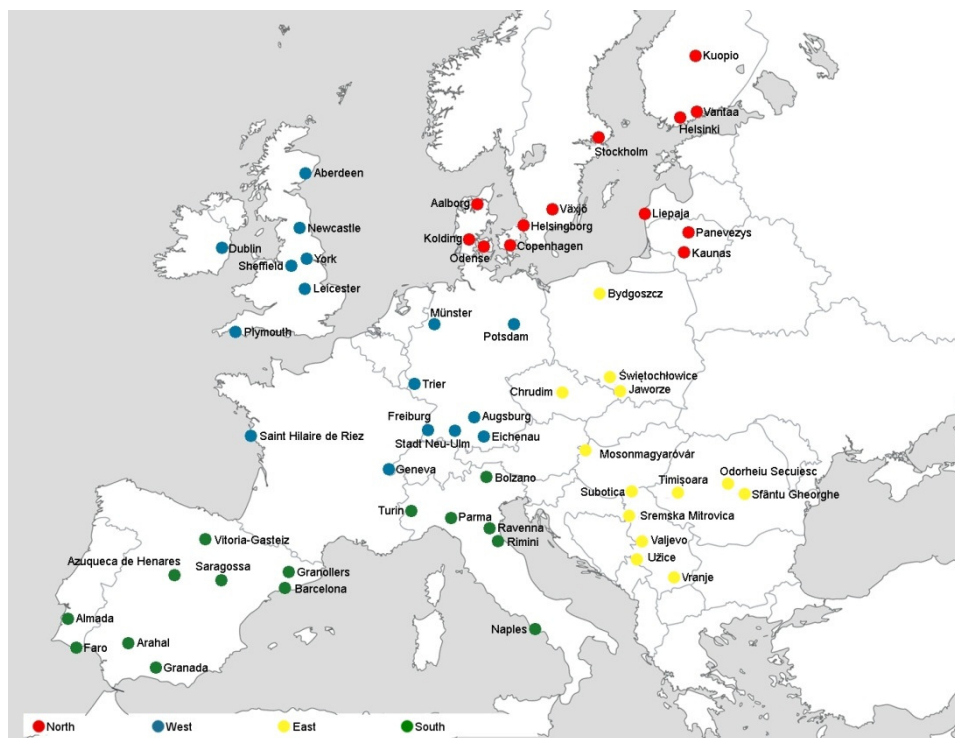 Kuopio
Vantaa
Helsinki
Stockholm
Aberdeen
Aalborg
Växjö
Liepaja
Newcastle
Helsingborg
Panevezys
Kolding
Dublin
Copenhagen
Odense
Kaunas
York
Sheffield
Leicester
Bydgoszcz
Münster
Plymouth
Potsdam
Świętochłowice
Trier
Chrudim
Jaworze
Freiburg
Augsburg
Saint Hilaire de Riez
Stadt Neu-Ulm
Eichenau
Mosonmagyaróvár
Geneva
Bolzano
Odorheiu Secuiesc
Timișoara
Subotica
Sfântu Gheorghe
Turin
Parma
Sremska Mitrovica
Ravenna
Vitoria-Gasteiz
Rimini
Valjevo
Azuqueca de Henares
Užice
Saragossa
Granollers
Vranje
Barcelona
Almada
Naples
Arahal
Faro
Granada
North West East South